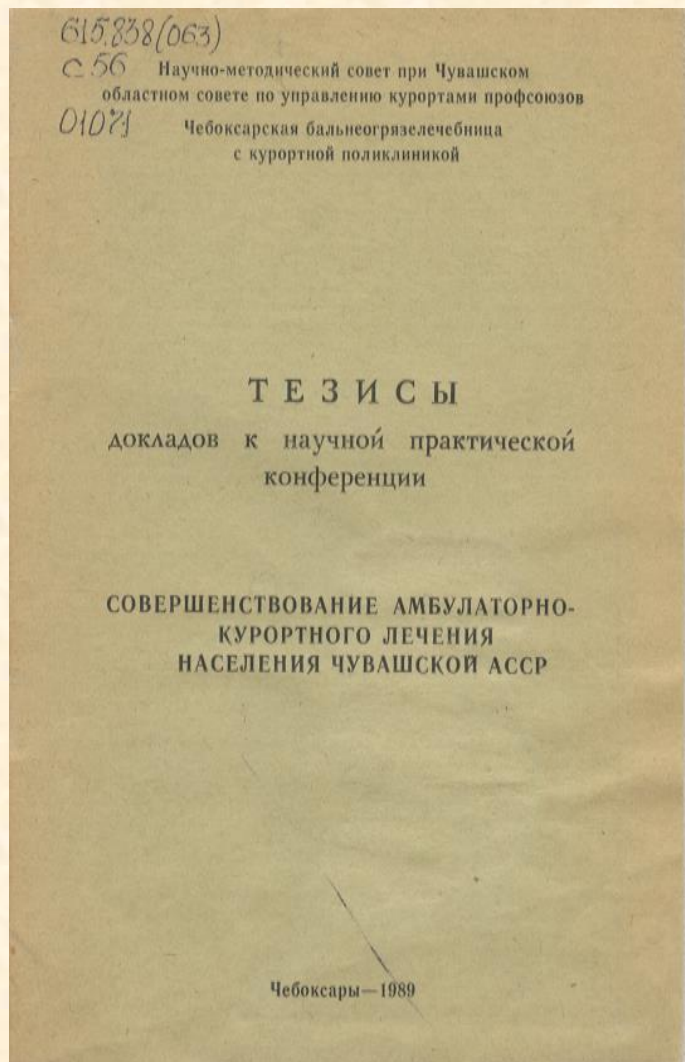 615.838(063)
С 56 Научно-методический совет при Чувашском
областном совете по управлению курортами профсоюзов
01071 Чебоксарская бальнеогрязелечебница
с курортной поликлиникой
ТЕЗИСЫ
докладов к научной практической
конференции
СОВЕРШЕНСТВОВАНИЕ АМБУЛАТОРНО-
КУРОРТНОГО ЛЕЧЕНИЯ
НАСЕЛЕНИЯ ЧУВАШСКОЙ АССР
Чебоксары—1989